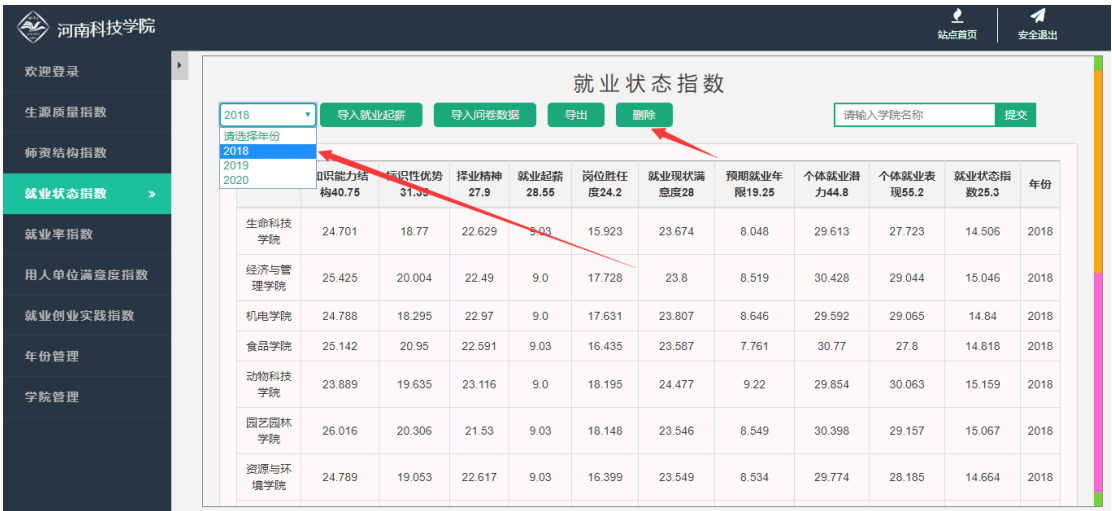 河南科技学院
站点首页
安全退出
欢迎登录
生源质量指数
师资结构指数
就业状态指数 »
就业率指数
用人单位满意度指数
就业创业实践指数
年份管理
学院管理
就业状态指数
2018 导入就业起薪 导入问卷数据 导出 删除 请输入学院名称 提交
请选择年份
2018
2019
2020
识能力结构40.75 识性优势31.35 择业精神27.9 就业起薪28.55 岗位胜任度24.2 就业现状满意度28 预期就业年限19.25 个体就业潜力44.8 个体就业表现55.2 就业状态指数25.3 年份
生命科技学院 24.701 18.77 22.629 9.03 15.923 23.674 8.048 29.613 27.723 14.506 2018
经济与管理学院 25.425 20.004 22.49 9.0 17.728 23.8 8.519 30.428 29.044 15.046 2018
机电学院 24.788 18.295 22.97 9.0 17.631 23.807 8.646 29.592 29.065 14.84 2018
食品学院 25.142 20.95 22.591 9.03 16.435 23.587 7.761 30.77 27.8 14.818 2018
动物科技学院 23.889 19.635 23.116 9.0 18.195 24.477 9.22 29.854 30.063 15.159 2018
园艺园林学院 26.016 20.306 21.53 9.03 18.148 23.546 8.549 30.398 29.157 15.067 2018
资源与环境学院 24.789 19.053 22.617 9.03 16.399 23.549 8.534 29.774 28.185 14.664 2018